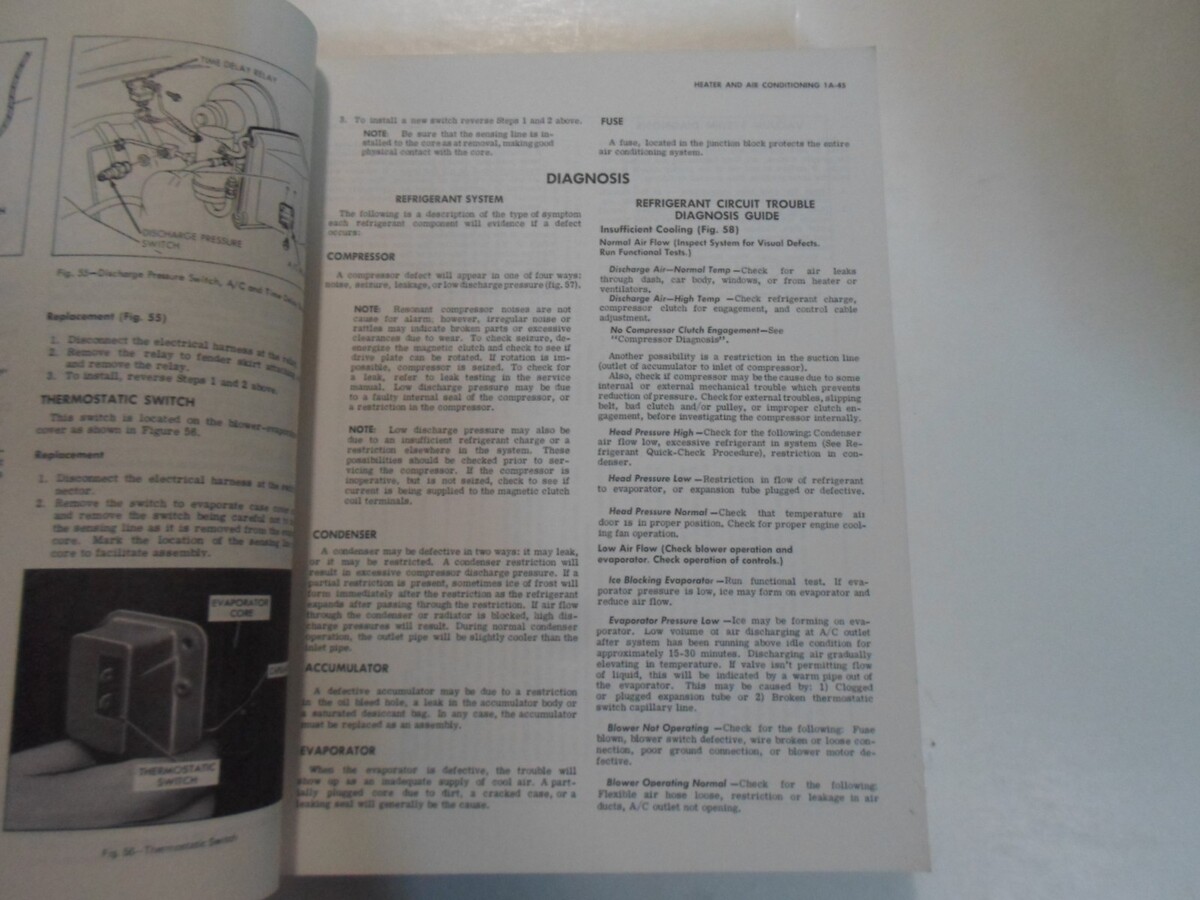 TIME DELAY RELAY
DISCHARGE PRESSURE
SWITCH
Fig. 55—Discharge Pressure Switch, A/C and Time Delay
Replacement (Fig. 55)
1. Disconnect the electrical harness at the
2. Remove the relay to fender skirt
and remove the relay.
3. To install, reverse Steps 1 and 2 above.
THERMOSTATIC SWITCH
This switch is located on the blower-evaporator
cover as shown in Figure 56.
Replacement
1. Disconnect the electrical harness at the
nector.
2. Remove the switch to evaporate case
and remove the switch being careful not to
the sensing line as it is removed from the
core. Mark the location of the sensing
core to facilitate assembly.
EVAPORATOR
CORE
THERMOSTATIC
SWITCH
Fig. 56—Thermostatic Switch
HEATER AND AIR CONDITIONING 1A-45
3. To install a new switch reverse Steps 1 and 2 above.
NOTE: Be sure that the sensing line is in-
stalled to the core as at removal, making good
physical contact with the core.
FUSE
A fuse, located in the junction block protects the entire
air conditioning system.
DIAGNOSIS
REFRIGERANT SYSTEM
The following is a description of the type of symptom
each refrigerant component will evidence if a defect
occurs:
COMPRESSOR
A compressor defect will appear in one of four ways:
noise, seizure, leakage, or low discharge pressure (fig. 57).
NOTE: Resonant compressor noises are not
cause for alarm; however, irregular noise or
rattles may indicate broken parts or excessive
clearances due to wear. To check seizure, de-
energize the magnetic clutch and check to see if
drive plate can be rotated. If rotation is im-
possible, compressor is seized. To check for
a leak, refer to leak testing in the service
manual. Low discharge pressure may be due
to a faulty internal seal of the compressor, or
a restriction in the compressor.
NOTE: Low discharge pressure may also be
due to an insufficient refrigerant charge or a
restriction elsewhere in the system. These
possibilities should be checked prior to ser-
vicing the compressor. If the compressor is
inoperative, but is not seized, check to see if
current is being supplied to the magnetic clutch
coil terminals.
CONDENSER
A condenser may be defective in two ways: it may leak,
or it may be restricted. A condenser restriction will
result in excessive compressor discharge pressure. If a
partial restriction is present, sometimes ice of frost will
form immediately after the restriction as the refrigerant
expands after passing through the restriction. If air flow
through the condenser or radiator is blocked, high dis-
charge pressures will result. During normal condenser
operation, the outlet pipe will be slightly cooler than the
inlet pipe.
ACCUMULATOR
A defective accumulator may be due to a restriction
in the oil bleed hole, a leak in the accumulator body or
a saturated desiccant bag. In any case, the accumulator
must be replaced as an assembly.
EVAPORATOR
When the evaporator is defective, the trouble will
show up as an inadequate supply of cool air. A part-
ially plugged core due to dirt, a cracked case, or a
leaking seal will generally be the cause.
REFRIGERANT CIRCUIT TROUBLE
DIAGNOSIS GUIDE
Insufficient Cooling (Fig. 58)
Normal Air Flow (Inspect System for Visual Defects.
Run Functional Tests.)
Discharge Air—Normal Temp —Check for air leaks
through dash, car body, windows, or from heater or
ventilators.
Discharge Air—High Temp —Check refrigerant charge,
compressor clutch for engagement, and control cable
adjustment.
No Compressor Clutch Engagement—See
"Compressor Diagnosis".
Another possibility is a restriction in the suction line
(outlet of accumulator to inlet of compressor).
Also, check if compressor may be the cause due to some
internal or external mechanical trouble which prevents
reduction of pressure. Check for external troubles, slipping
belt, bad clutch and/or pulley, or improper clutch en-
gagement, before investigating the compressor internally.
Head Pressure High —Check for the following: Condenser
air flow low, excessive refrigerant in system (See Re-
frigerant Quick-Check Procedure), restriction in con-
denser.
Head Pressure Low —Restriction in flow of refrigerant
to evaporator, or expansion tube plugged or defective.
Head Pressure Normal —Check that temperature air
door is in proper position. Check for proper engine cool-
ing fan operation.
Low Air Flow (Check blower operation and
evaporator. Check operation of controls.)
Ice Blocking Evaporator —Run functional test. If eva-
porator pressure is low, ice may form on evaporator and
reduce air flow.
Evaporator Pressure Low —Ice may be forming on eva-
porator. Low volume of air discharging at A/C outlet
after system has been running above idle condition for
approximately 15-30 minutes. Discharging air gradually
elevating in temperature. If valve isn't permitting flow
of liquid, this will be indicated by a warm pipe out of
the evaporator. This may be caused by: 1) Clogged
or plugged expansion tube or 2) Broken thermostatic
switch capillary line.
Blower Not Operating —Check for the following: Fuse
blown, blower switch defective, wire broken or loose con-
nection, poor ground connection, or blower motor de-
fective.
Blower Operating Normal —Check for the following:
Flexible air hose loose, restriction or leakage in air
ducts, A/C outlet not opening.